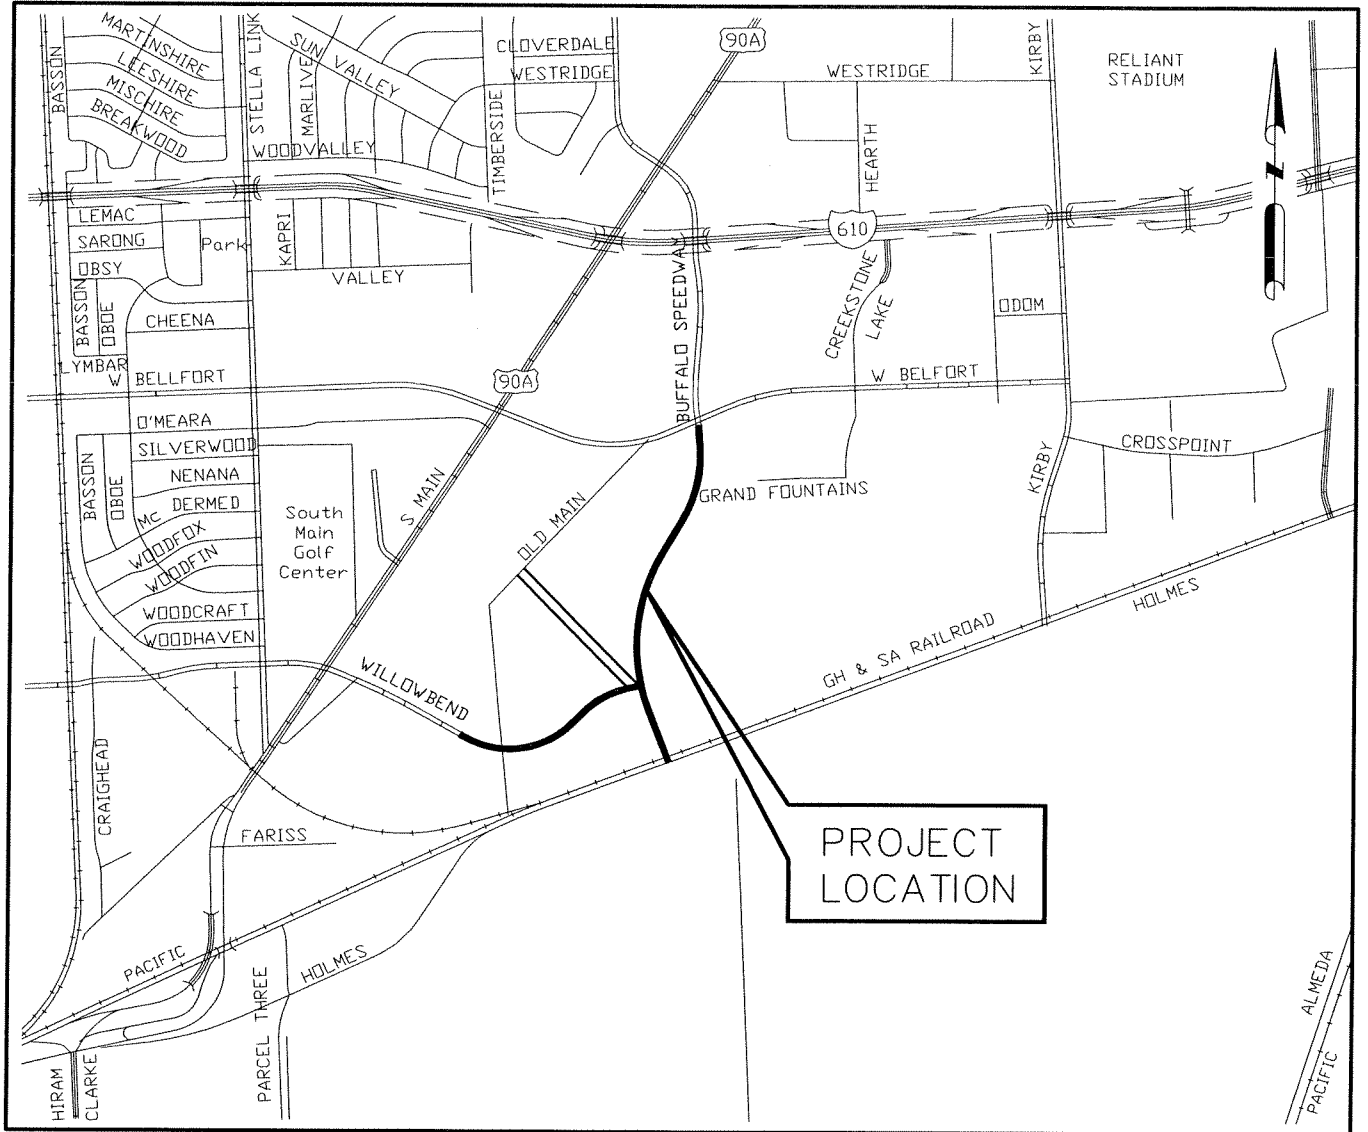 MARTINSHIRE
LEESHIRE
MISCHIRE
BREAKWOOD
BASSON
STELLA LINK
SUN VALLEY
MARLIVE
CLOVERDALE
WESTRIDGE
TIMBERSIDE
WOODVALLEY
90A
WESTRIDGE
KIRBY
RELIANT
STADIUM
HEARTH
N
LEMAC
SARONG
OBSY
Park
KAPRI
VALLEY
610
BASSON
OBOE
CHEENA
LYMBAR
W BELLFORT
90A
BUFFALO SPEEDWA
CREEKSTONE
LAKE
ODOM
W BELFORT
O'MEARA
SILVERWOOD
NENANA
Mc DERMED
WOODFOX
WOODFIN
WOODCRAFT
WOODHAVEN
BASSON
OBOE
South
Main
Golf
Center
S MAIN
OLD MAIN
GRAND FOUNTAINS
KIRBY
CROSSPOINT
HOLMES
GH & SA RAILROAD
WILLOWBEND
CRAIGHEAD
FARISS
PROJECT
LOCATION
PACIFIC
HOLMES
PARCEL THREE
HIRAM
CLARKE
ALMEDA
PACIFIC